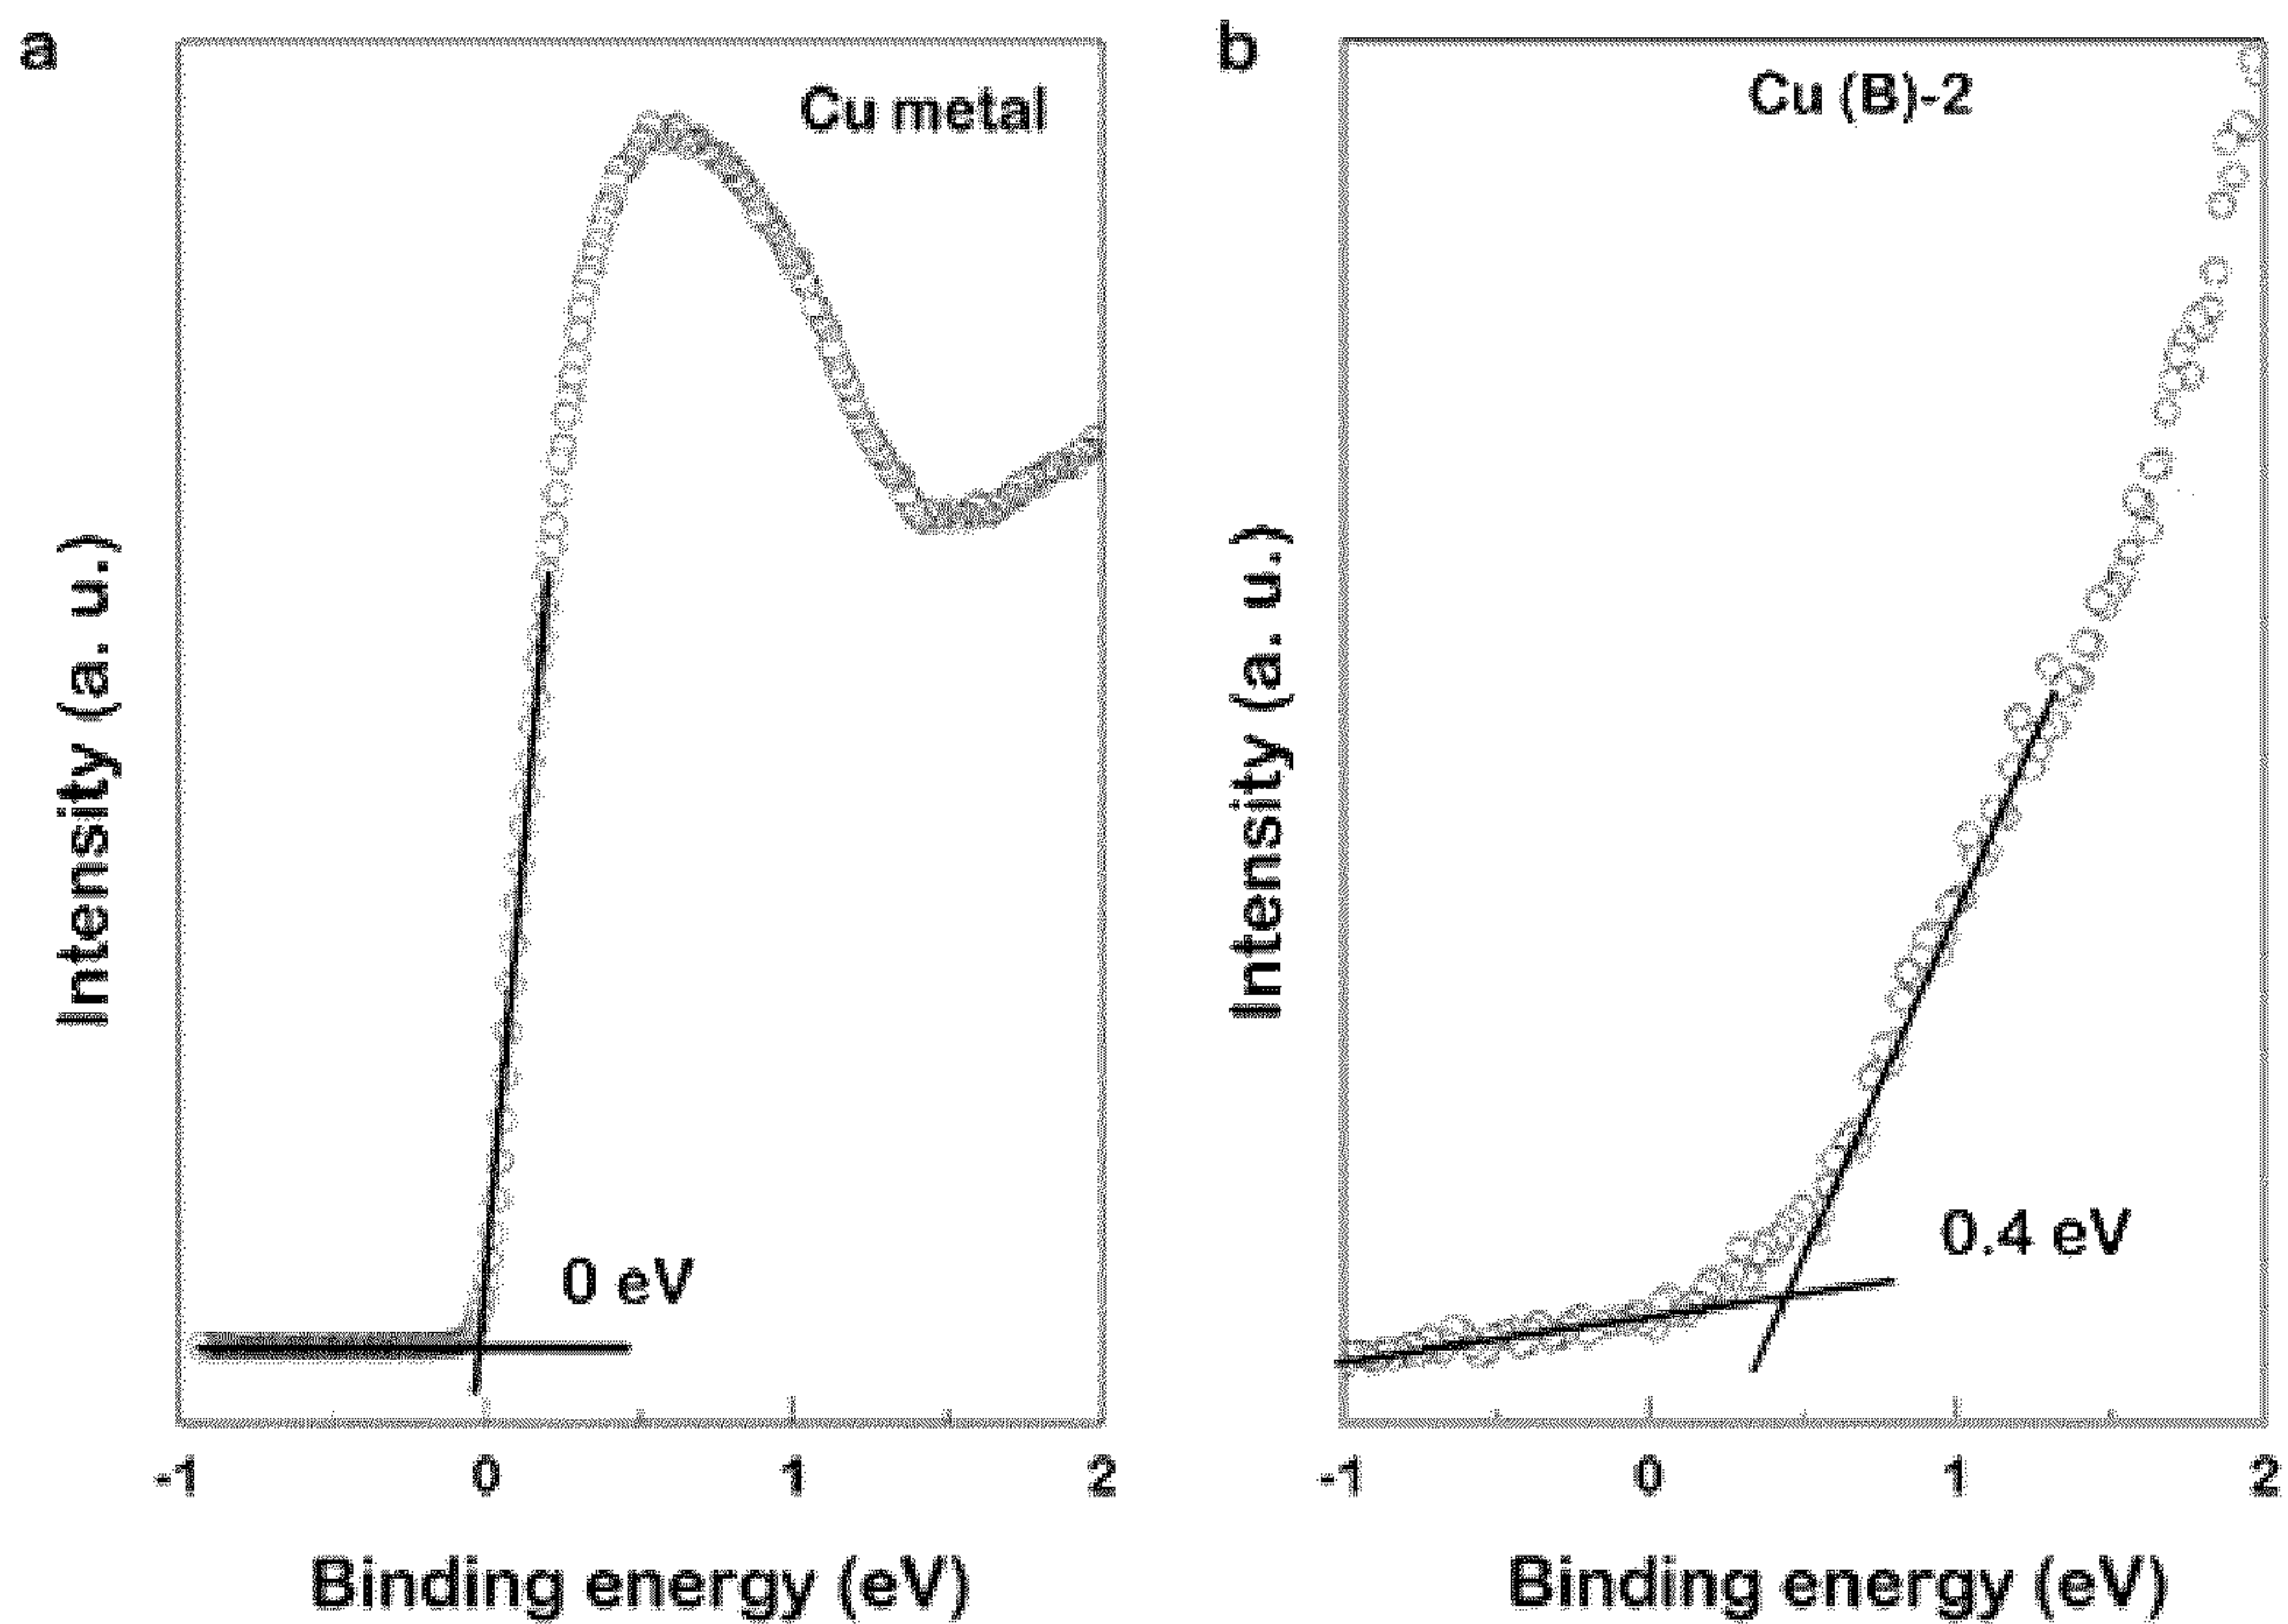 a
Cu metal
Intensity (a. u.)
0 eV
-1 0 1 2
Binding energy (eV)
b
Cu (B)-2
Intensity (a. u.)
0.4 eV
-1 0 1 2
Binding energy (eV)